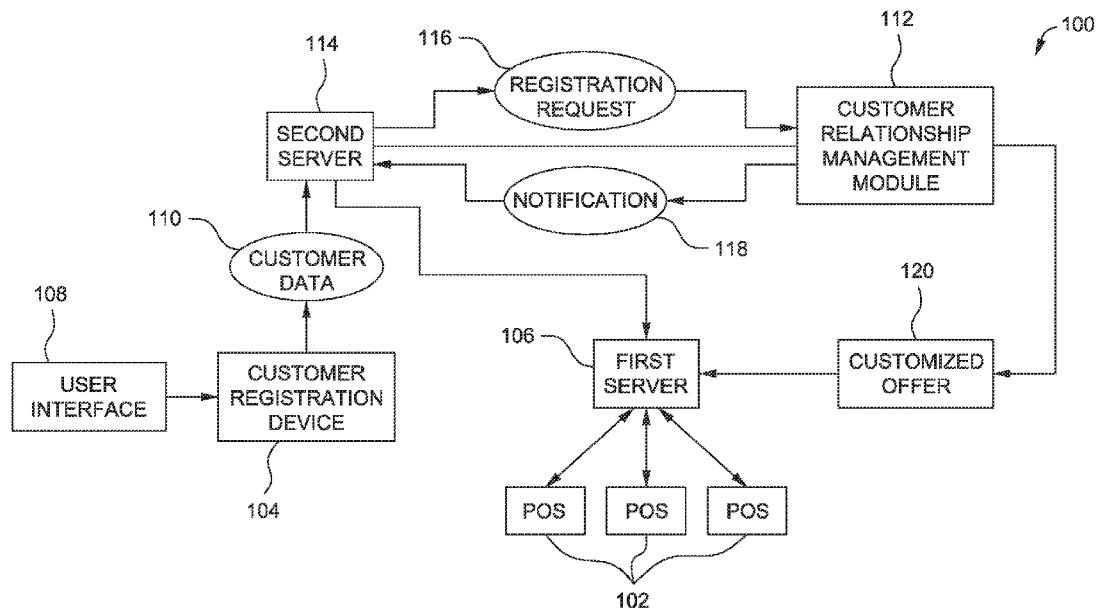 100
112
116
114
REGISTRATION
REQUEST
CUSTOMER
RELATIONSHIP
MANAGEMENT
MODULE
SECOND
SERVER
NOTIFICATION
118
110
CUSTOMER
DATA
108
120
106
USER
INTERFACE
CUSTOMER
REGISTRATION
DEVICE
FIRST
SERVER
CUSTOMIZED
OFFER
104
POS
POS
POS
102